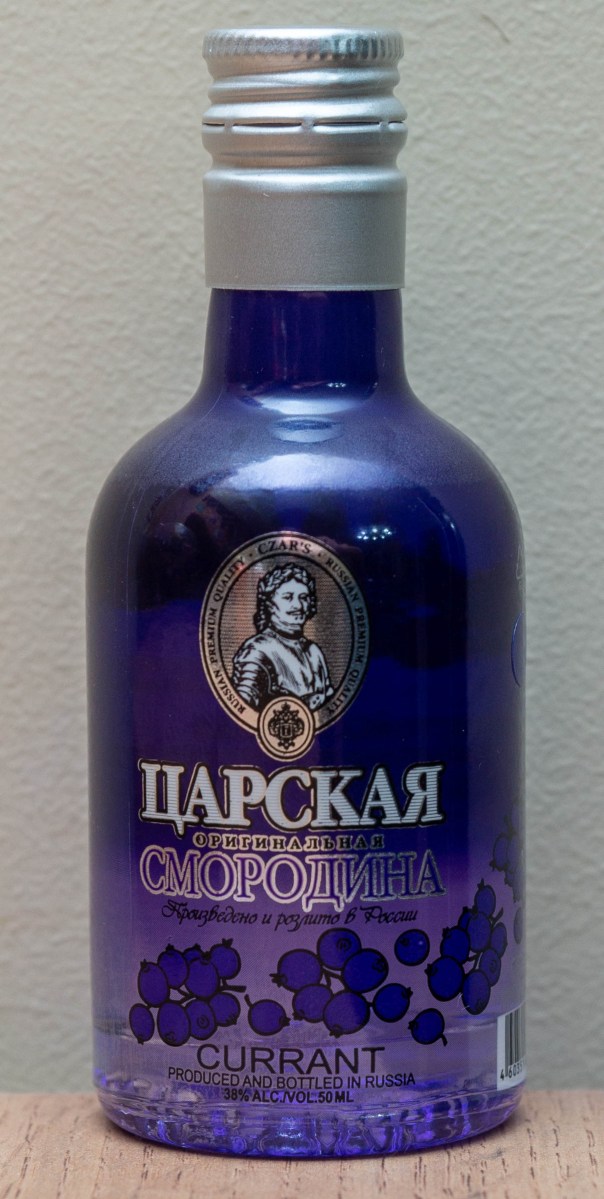 RUSSIAN PREMIUM QUALITY · CZAR'S · RUSSIAN PREMIUM QUALITY
ЦАРСКАЯ
ОРИГИНАЛЬНАЯ
СМОРОДИНА
Произведено и розлито в России
CURRANT
PRODUCED AND BOTTLED IN RUSSIA
38% ALC./VOL.50 ML